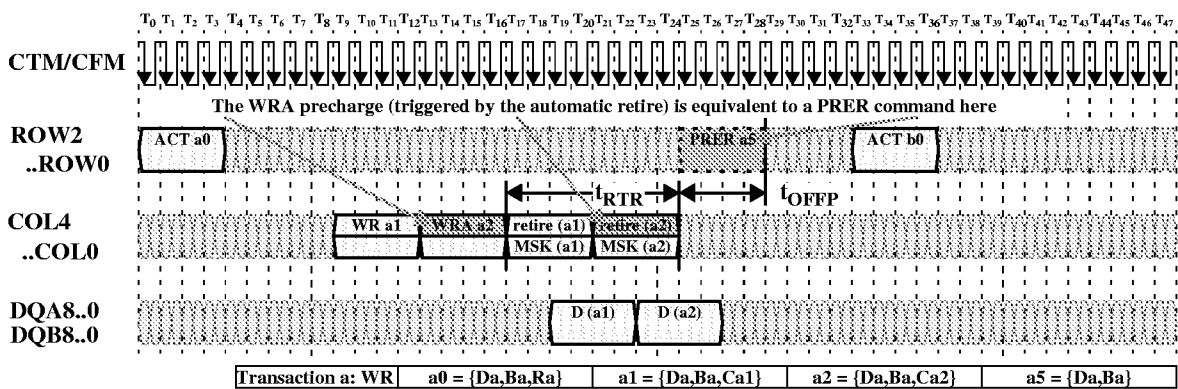 T0 T1 T2 T3 T4 T5 T6 T7 T8 T9 T10 T11 T12 T13 T14 T15 T16 T17 T18 T19 T20 T21 T22 T23 T24 T25 T26 T27 T28 T29 T30 T31 T32 T33 T34 T35 T36 T37 T38 T39 T40 T41 T42 T43 T44 T45 T46 T47
CTM/CFM
The WRA precharge (triggered by the automatic retire) is equivalent to a PRER command here
ROW2
..ROW0
ACT a0 PRER a5 ACT b0
tRTR tOFFP
COL4
..COL0
WR a1 WRA a2 retire (a1) retire (a2)
MSK (a1) MSK (a2)
DQA8..0
DQB8..0
D (a1) D (a2)
Transaction a: WR a0 = {Da,Ba,Ra} a1 = {Da,Ba,Ca1} a2 = {Da,Ba,Ca2} a5 = {Da,Ba}